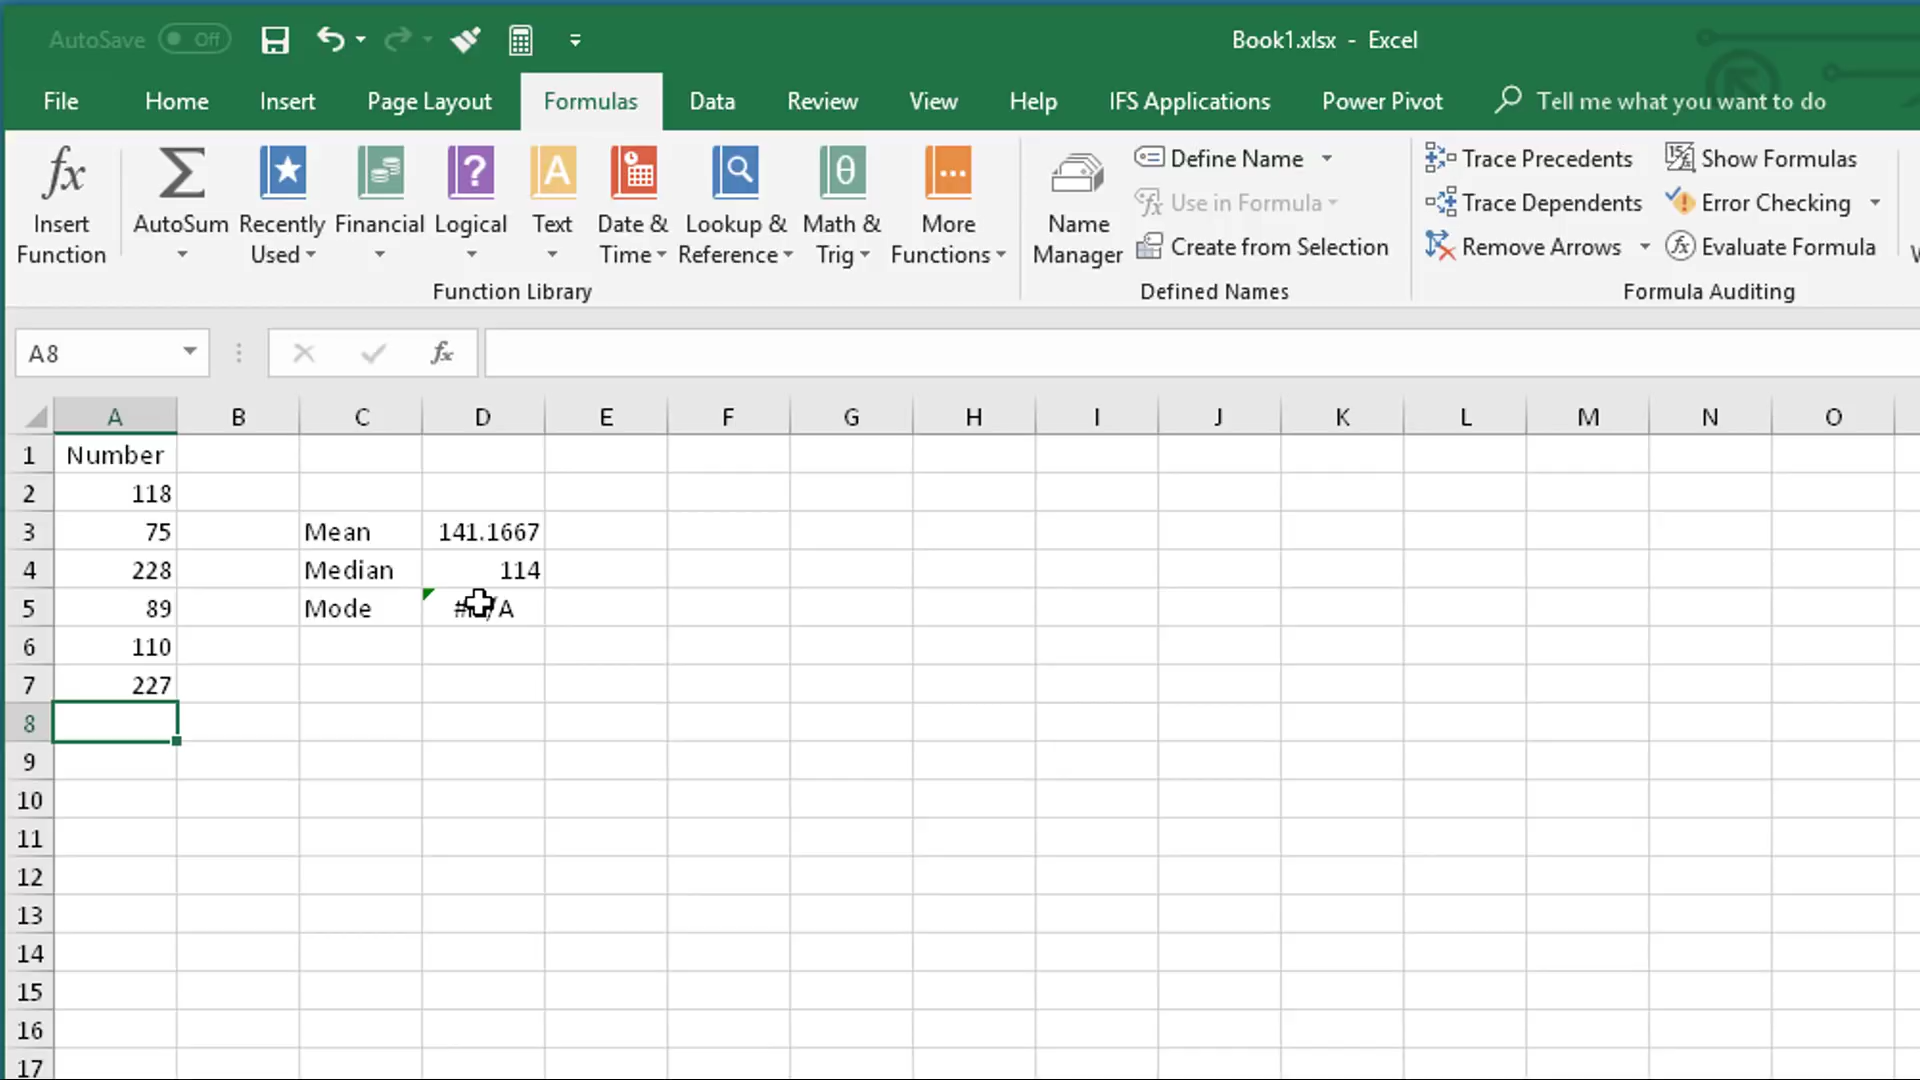 AutoSave Off
Book1.xlsx - Excel
File Home Insert Page Layout Formulas Data Review View Help IFS Applications Power Pivot Tell me what you want to do
fx Insert Function
Σ AutoSum
Recently Used
Financial
? Logical
A Text
Date & Time
Lookup & Reference
θ Math & Trig
... More Functions
Function Library
Name Manager
Define Name
Use in Formula
Create from Selection
Defined Names
Trace Precedents
Trace Dependents
Remove Arrows
Show Formulas
Error Checking
Evaluate Formula
Formula Auditing
A8 fx
A B C D E F G H I J K L M N O
1 Number
2 118
3 75 Mean 141.1667
4 228 Median 114
5 89 Mode
6 110
7 227
8
9
10
11
12
13
14
15
16
17